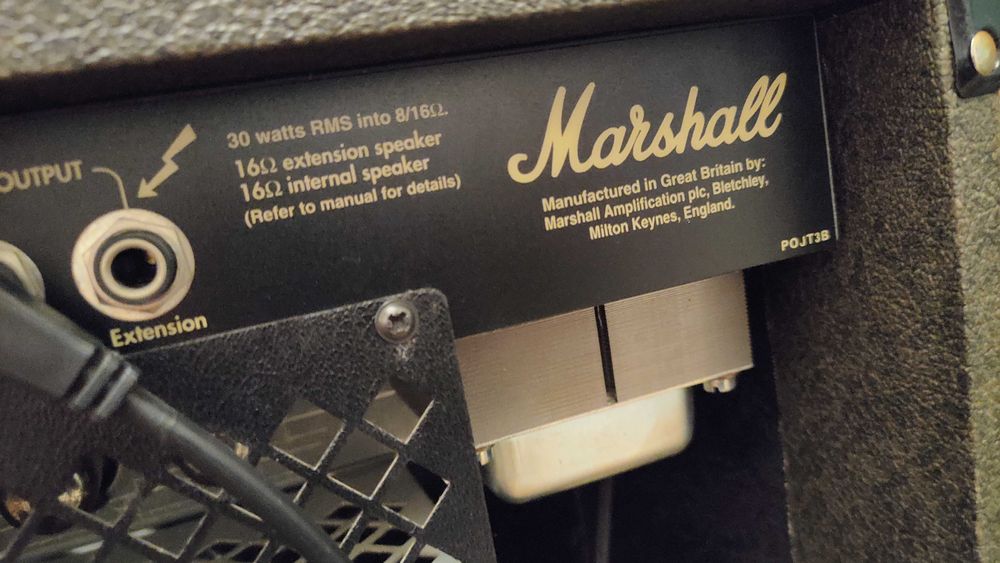 OUTPUT
30 watts RMS into 8/16Ω.
16Ω extension speaker
16Ω internal speaker
(Refer to manual for details)
Extension
Marshall
Manufactured in Great Britain by:
Marshall Amplification plc, Bletchley,
Milton Keynes, England.
POJT3B